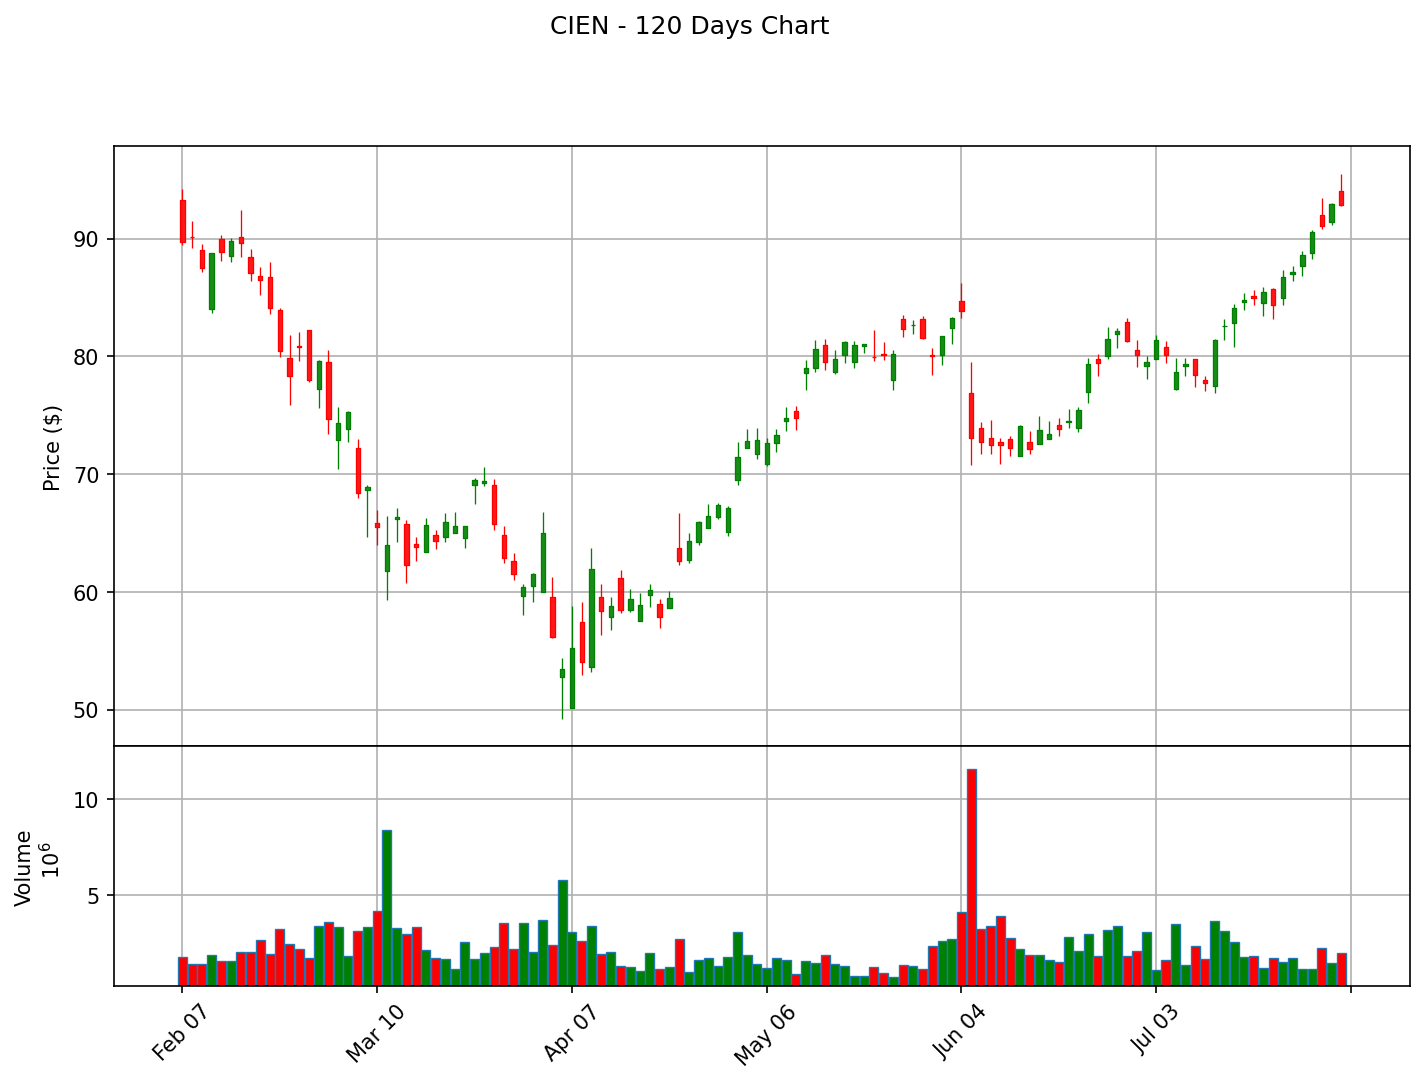 CIEN - 120 Days Chart
Price ($)
90
80
70
60
50
Volume
10^6
10
5
Feb 07
Mar 10
Apr 07
May 06
Jun 04
Jul 03